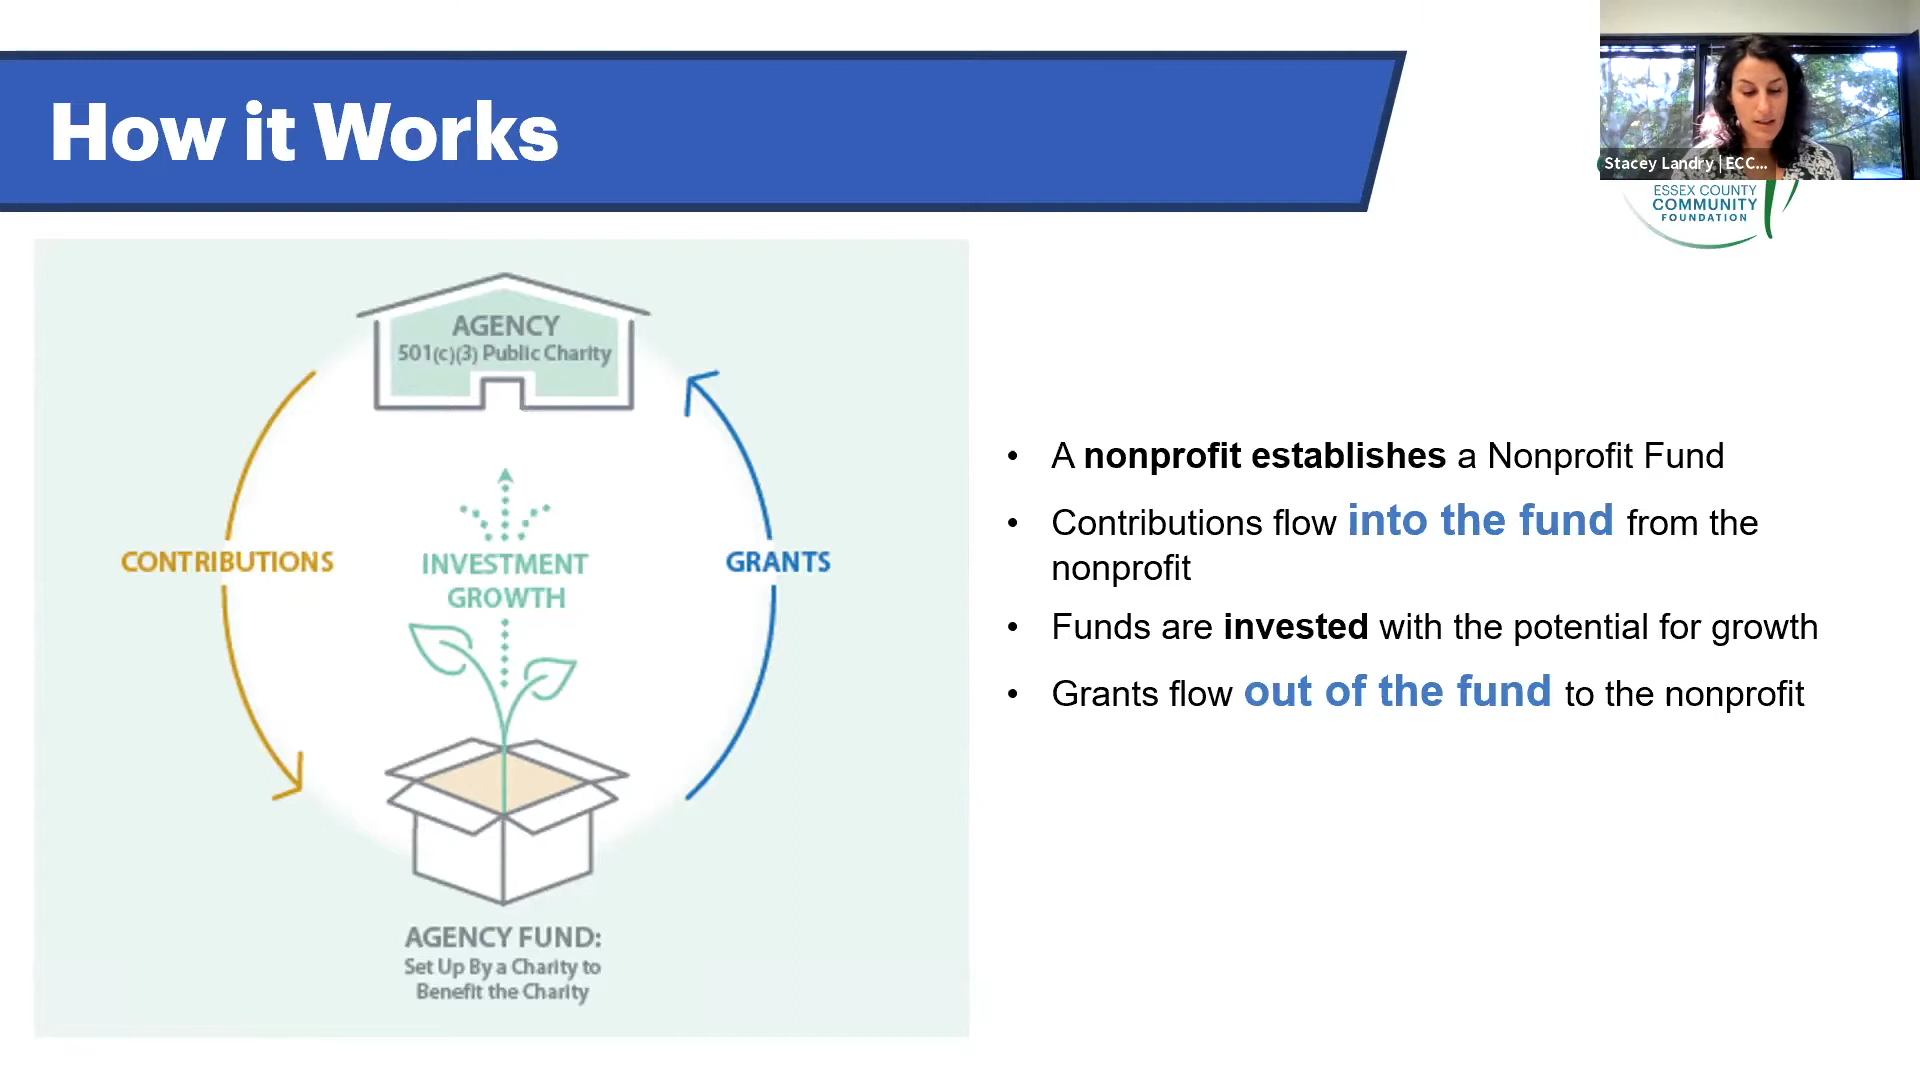 How it Works
Stacey Landry | ECC...
ESSEX COUNTY
COMMUNITY
FOUNDATION
AGENCY
501(c)(3) Public Charity
CONTRIBUTIONS
INVESTMENT
GROWTH
GRANTS
AGENCY FUND:
Set Up By a Charity to
Benefit the Charity
• A nonprofit establishes a Nonprofit Fund
• Contributions flow into the fund from the
nonprofit
• Funds are invested with the potential for growth
• Grants flow out of the fund to the nonprofit